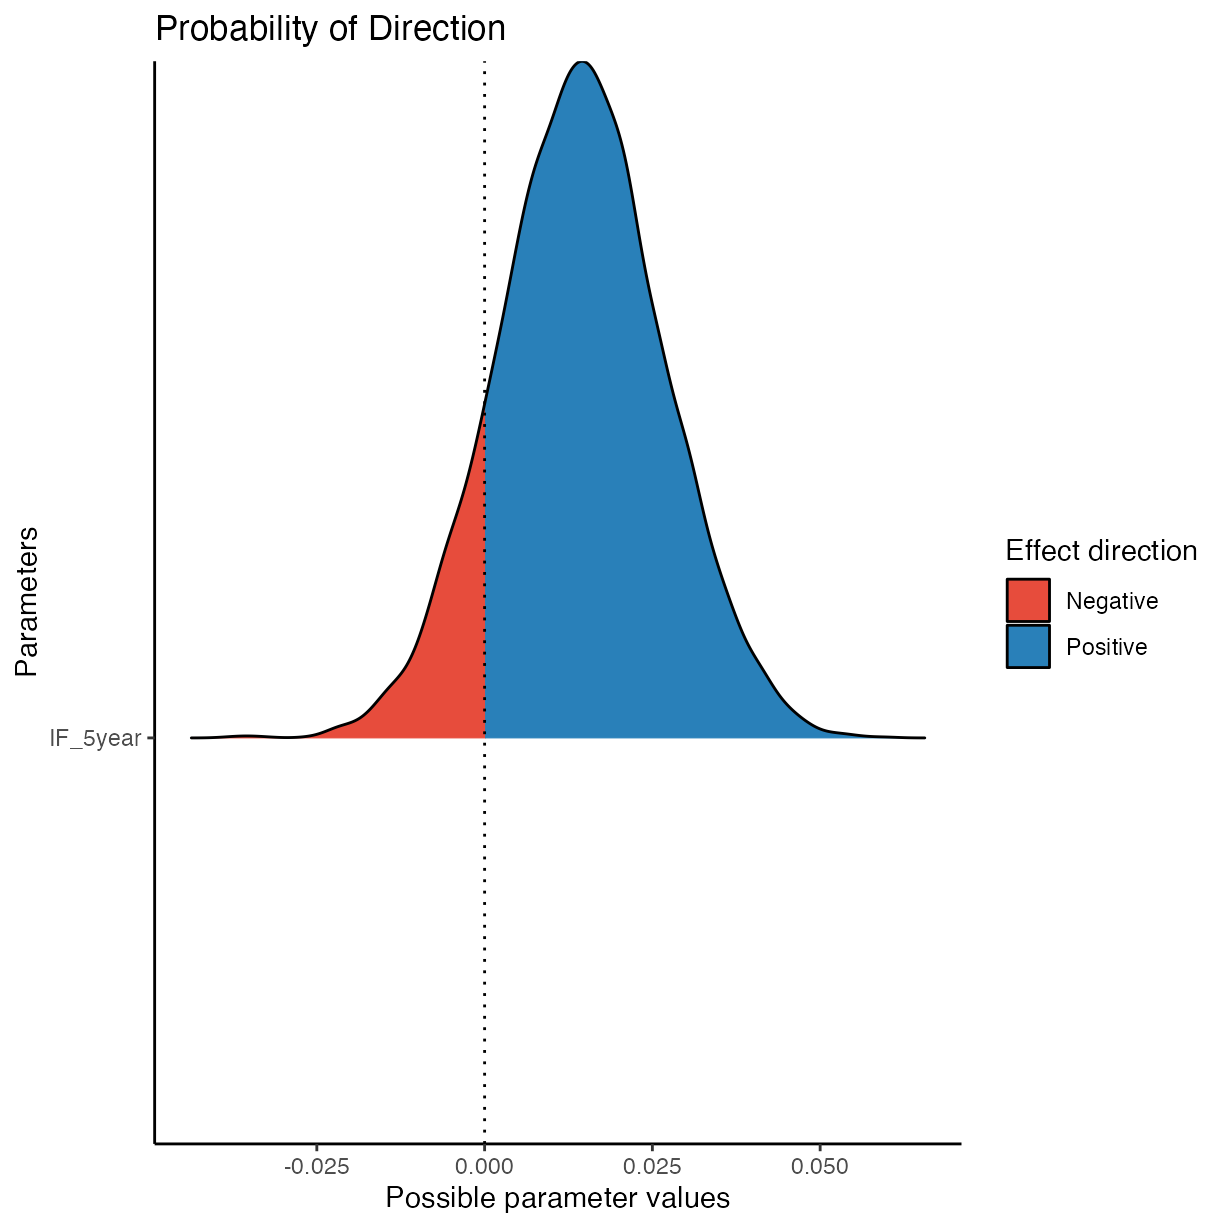 Probability of Direction
Parameters
IF_5year
-0.025 0.000 0.025 0.050
Possible parameter values
Effect direction
Negative
Positive